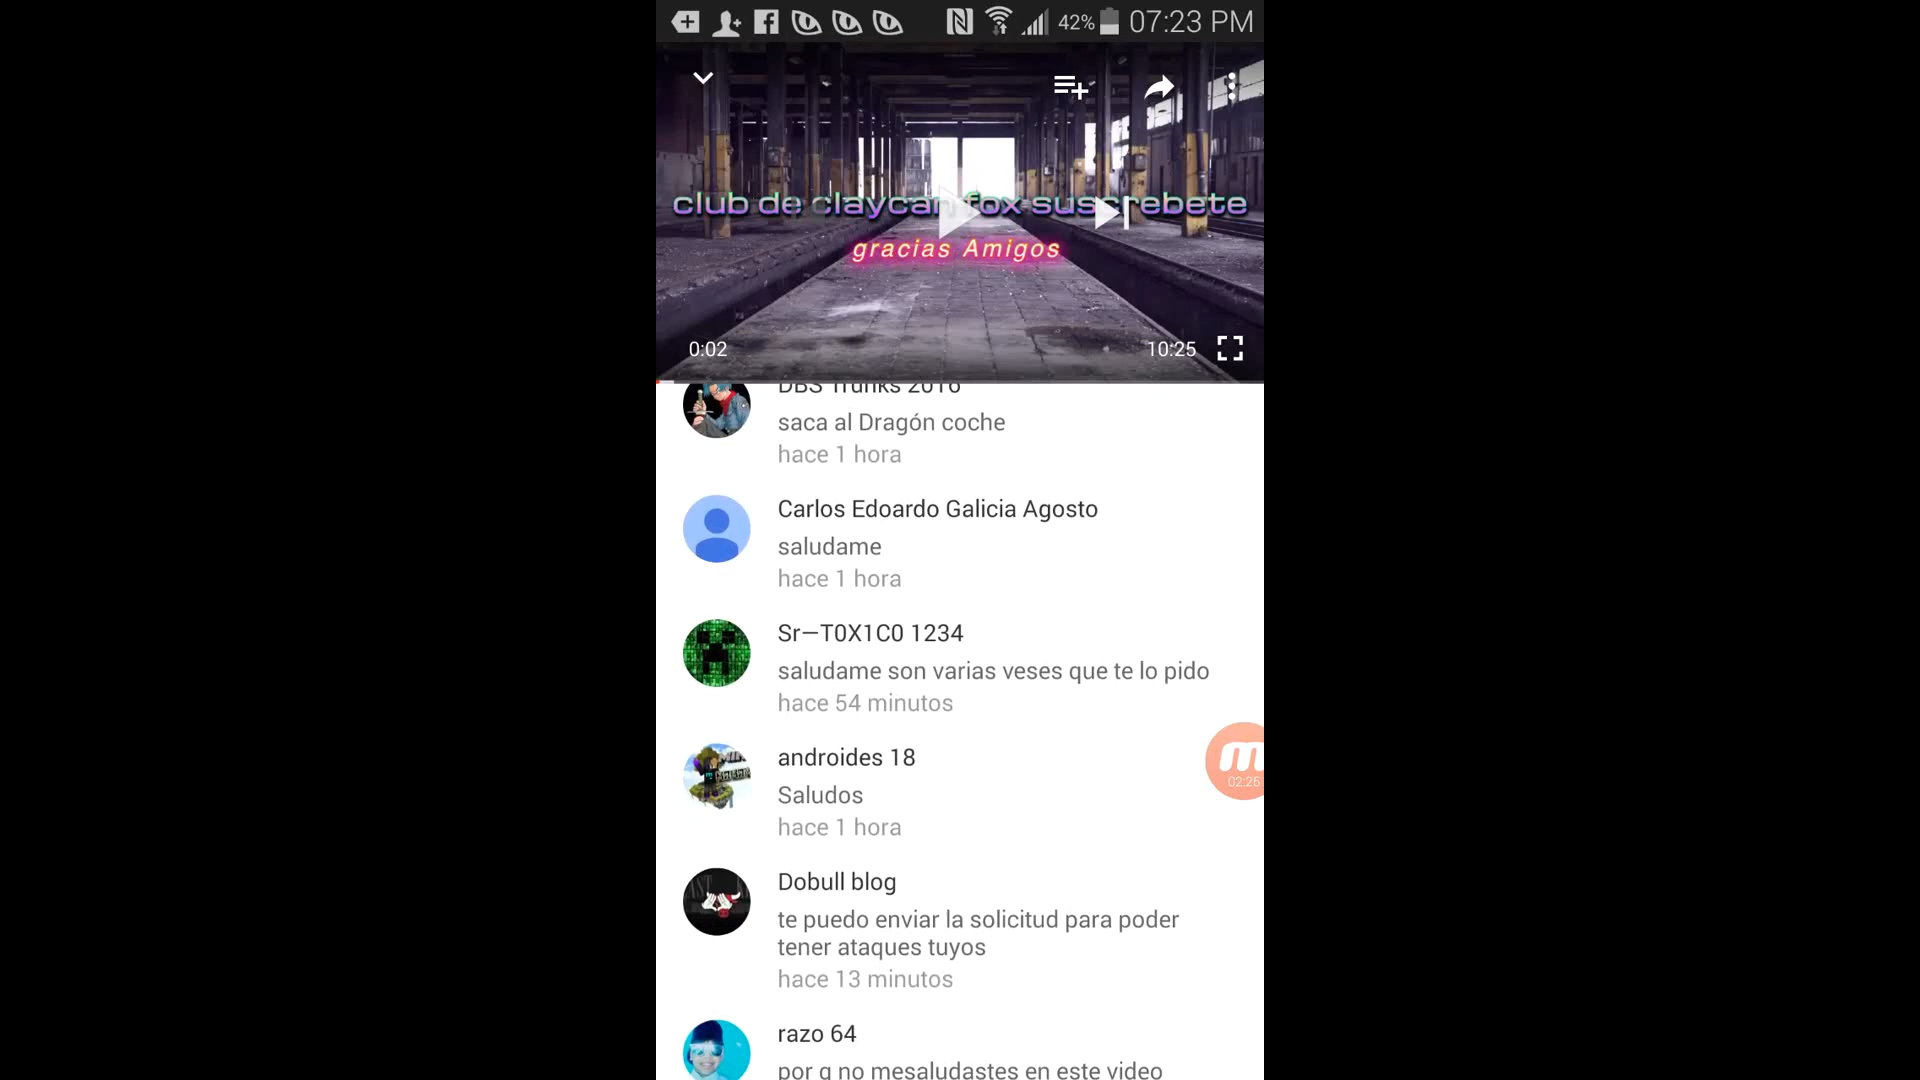 42% 07:23 PM
club de claycan fox suscrebete
gracias Amigos
0:02
10:25
DBS Trunks 2016
saca al Dragón coche
hace 1 hora
Carlos Edoardo Galicia Agosto
saludame
hace 1 hora
Sr—T0X1C0 1234
saludame son varias veses que te lo pido
hace 54 minutos
androides 18
Saludos
hace 1 hora
02:26
Dobull blog
te puedo enviar la solicitud para poder
tener ataques tuyos
hace 13 minutos
razo 64
por q no mesaludastes en este video